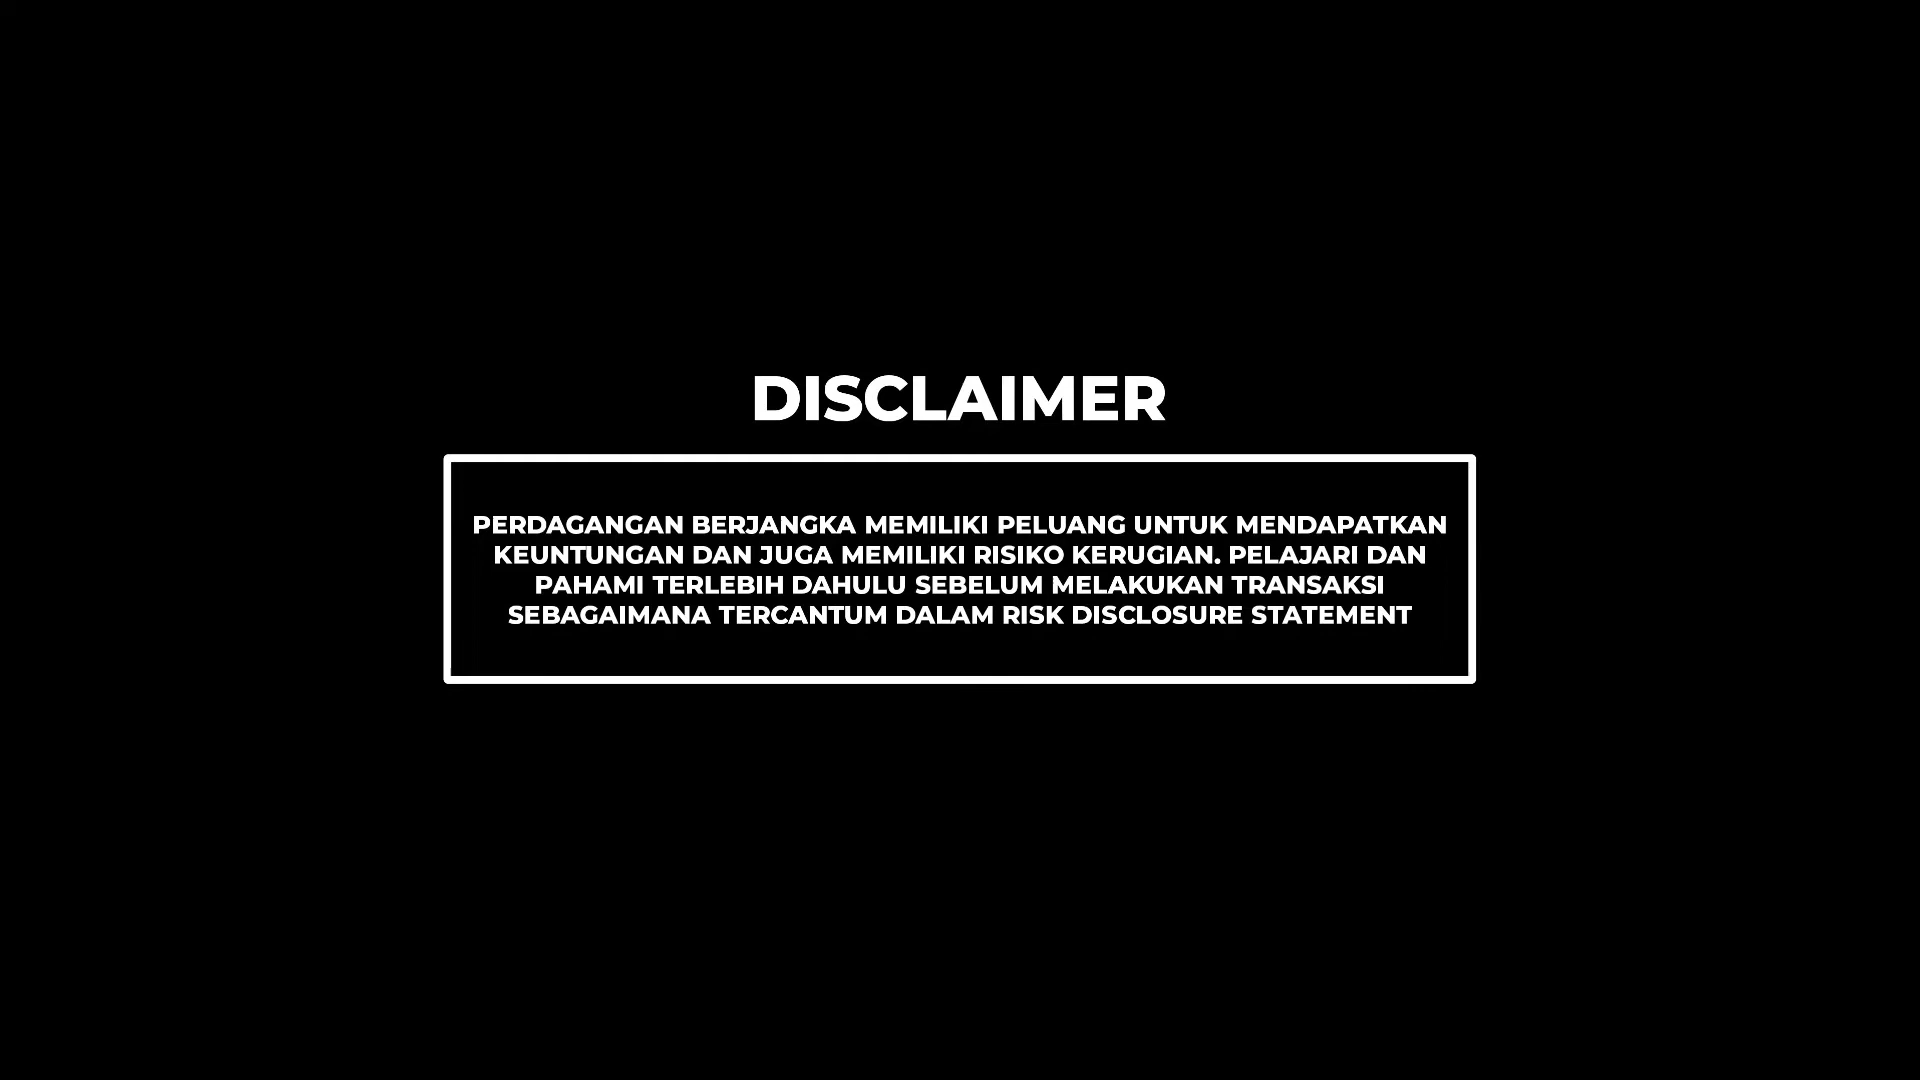 DISCLAIMER
PERDAGANGAN BERJANGKA MEMILIKI PELUANG UNTUK MENDAPATKAN
KEUNTUNGAN DAN JUGA MEMILIKI RISIKO KERUGIAN. PELAJARI DAN
PAHAMI TERLEBIH DAHULU SEBELUM MELAKUKAN TRANSAKSI
SEBAGAIMANA TERCANTUM DALAM RISK DISCLOSURE STATEMENT